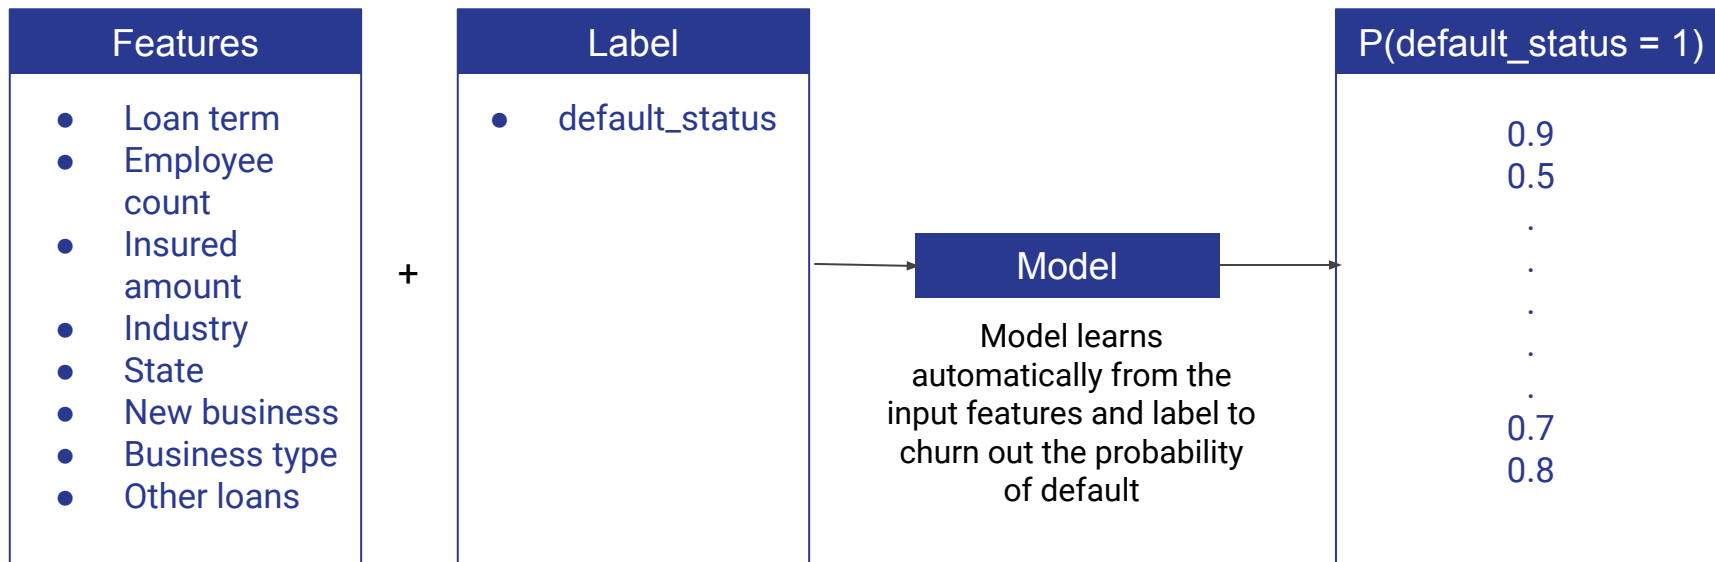 Features
● Loan term
● Employee
count
● Insured
amount
● Industry
● State
● New business
● Business type
● Other loans
+
Label
● default_status
Model
Model learns
automatically from the
input features and label to
churn out the probability
of default
P(default_status = 1)
0.9
0.5
.
.
.
.
.
0.7
0.8